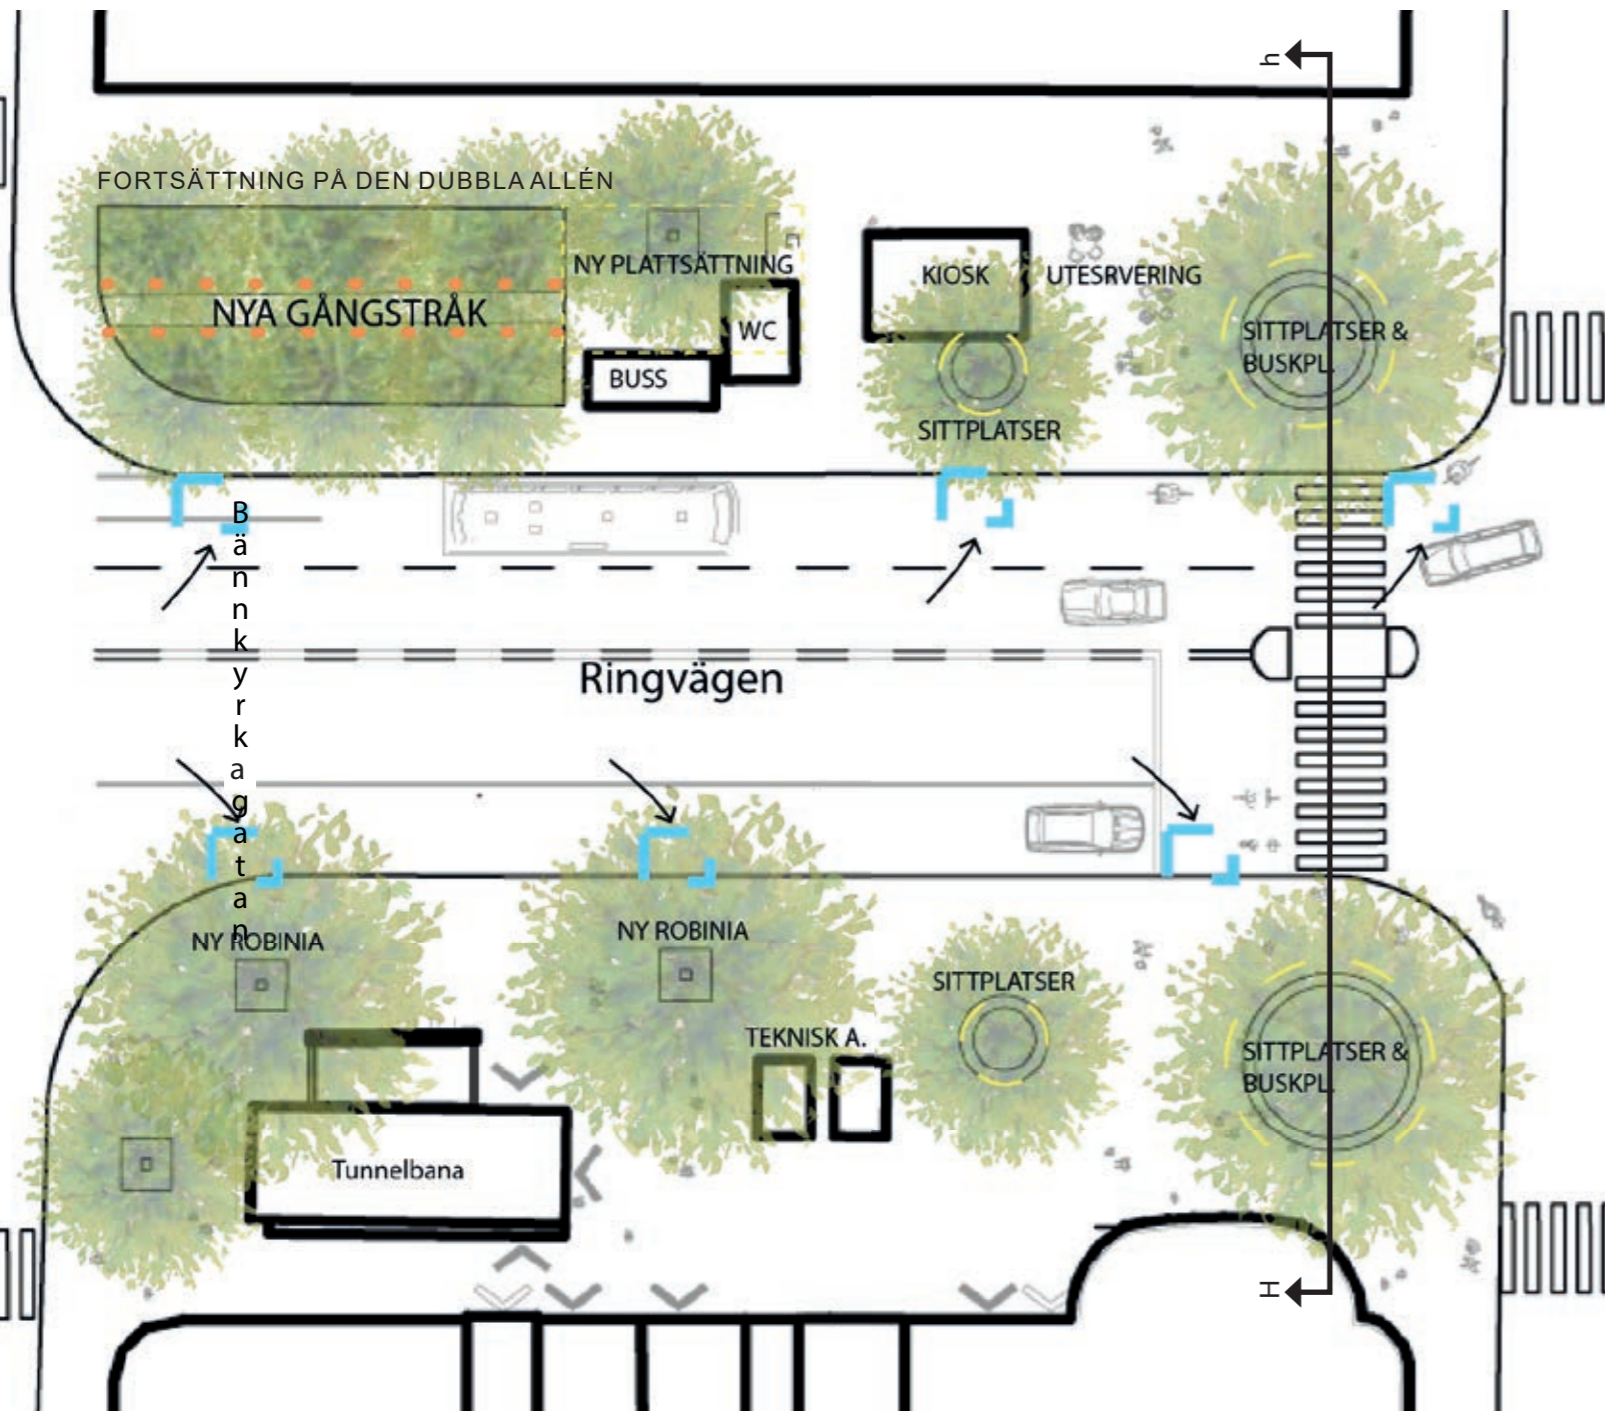 h
FORTSÄTTNING PÅ DEN DUBBLA ALLÉN
NY PLATTSÄTTNING
KIOSK
UTESRVERING
NYA GÅNGSTRÅK
WC
SITTPLATSER &
BUSKPL.
BUSS
SITTPLATSER
Bännkyrkagatan
Ringvägen
NY ROBINIA
NY ROBINIA
SITTPLATSER
TEKNISK A.
SITTPLATSER &
BUSKPL.
Tunnelbana
H